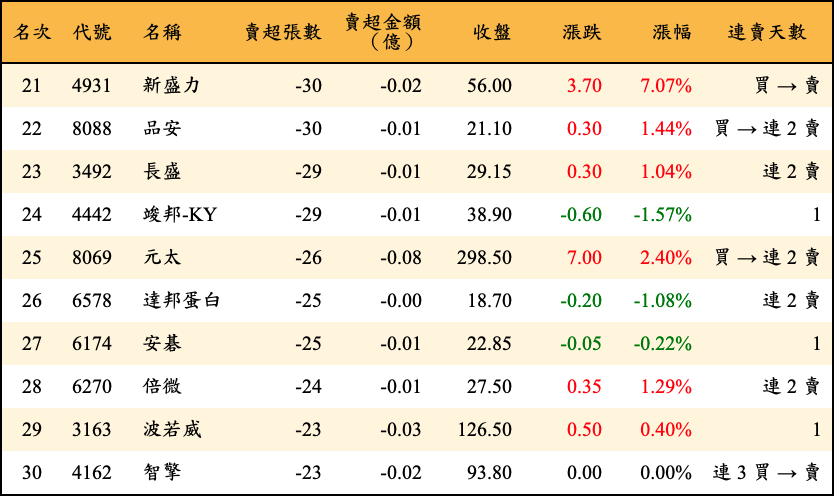 名次 代號 名稱 賣超張數 賣超金額（億） 收盤 漲跌 漲幅 連賣天數
21 4931 新盛力 -30 -0.02 56.00 3.70 7.07% 買 → 賣
22 8088 品安 -30 -0.01 21.10 0.30 1.44% 買 → 連 2 賣
23 3492 長盛 -29 -0.01 29.15 0.30 1.04% 連 2 賣
24 4442 竣邦-KY -29 -0.01 38.90 -0.60 -1.57% 1
25 8069 元太 -26 -0.08 298.50 7.00 2.40% 買 → 連 2 賣
26 6578 達邦蛋白 -25 -0.00 18.70 -0.20 -1.08% 連 2 賣
27 6174 安碁 -25 -0.01 22.85 -0.05 -0.22% 1
28 6270 倍微 -24 -0.01 27.50 0.35 1.29% 連 2 賣
29 3163 波若威 -23 -0.03 126.50 0.50 0.40% 1
30 4162 智擎 -23 -0.02 93.80 0.00 0.00% 連 3 買 → 賣